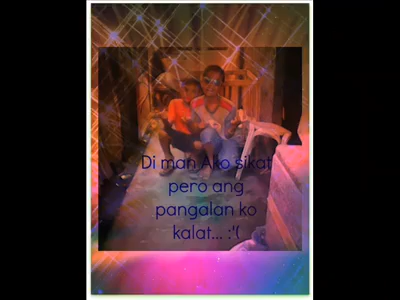 Di man Ako sikat
pero ang
pangalan ko
kalat... :'(